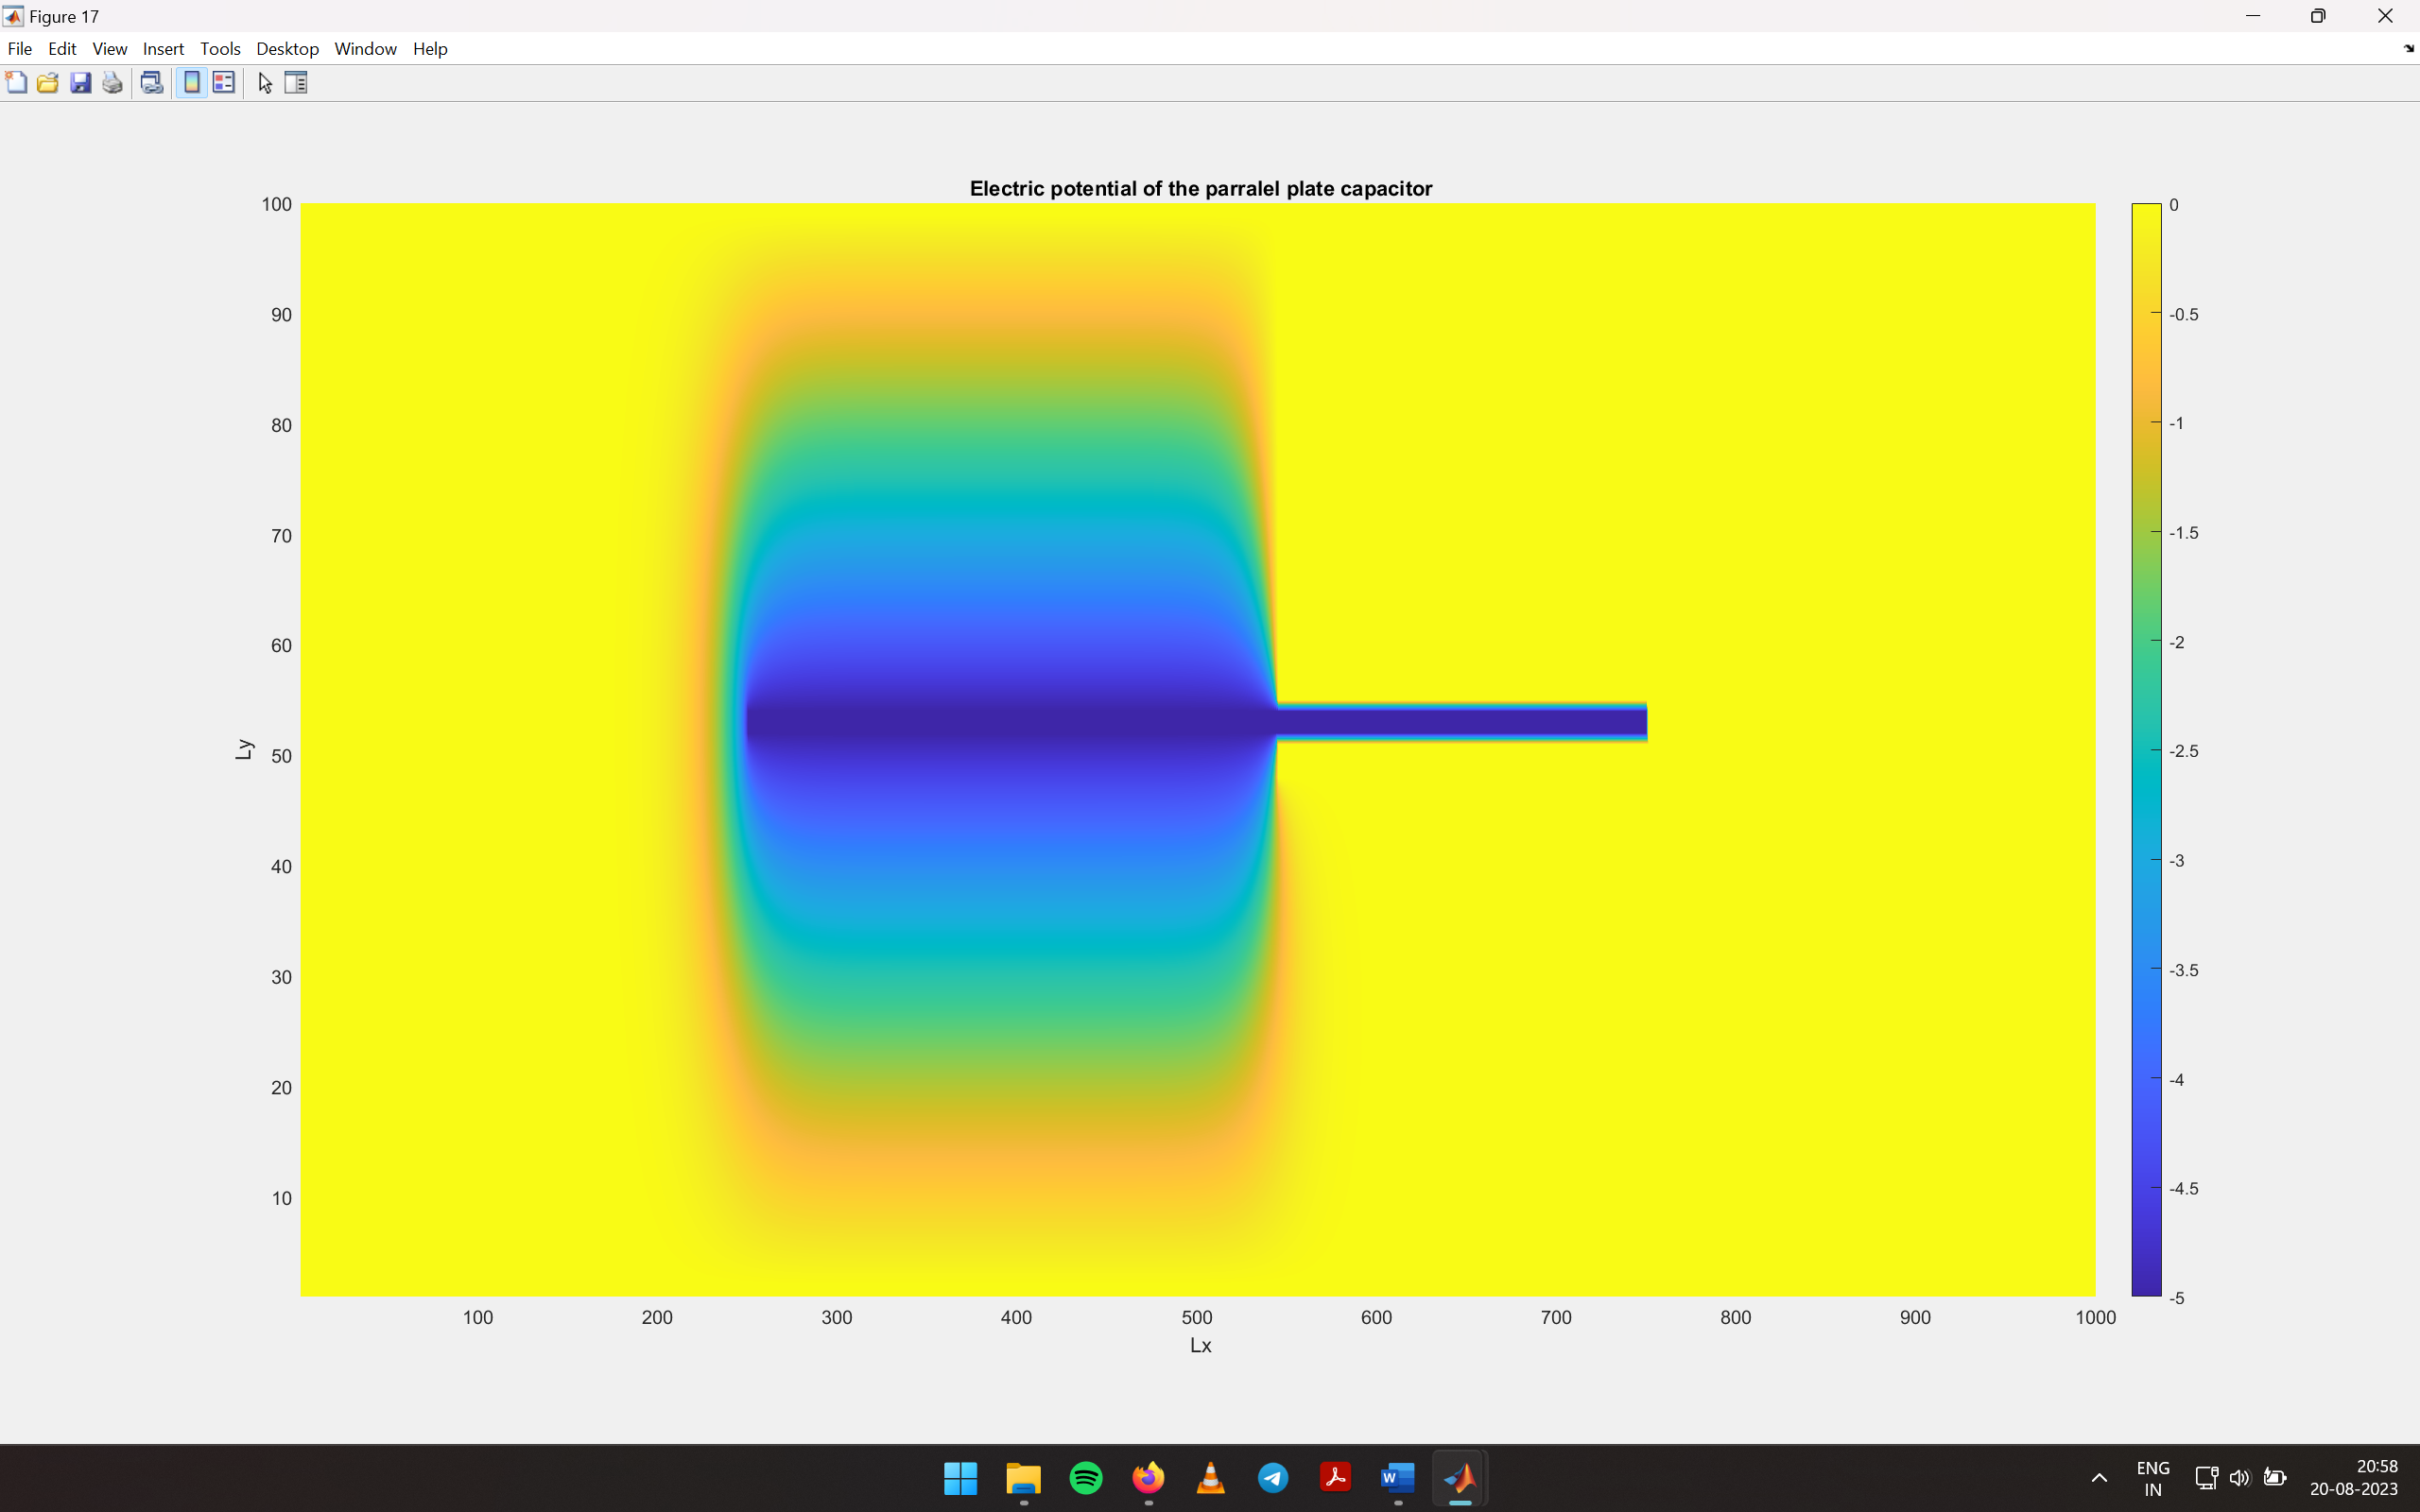 Figure 17
File Edit View Insert Tools Desktop Window Help
Electric potential of the parralel plate capacitor
100
90
80
70
60
50
40
30
20
10
Ly
100 200 300 400 500 600 700 800 900 1000
Lx
0
-0.5
-1
-1.5
-2
-2.5
-3
-3.5
-4
-4.5
-5
W
ENG
IN
20:58
20-08-2023